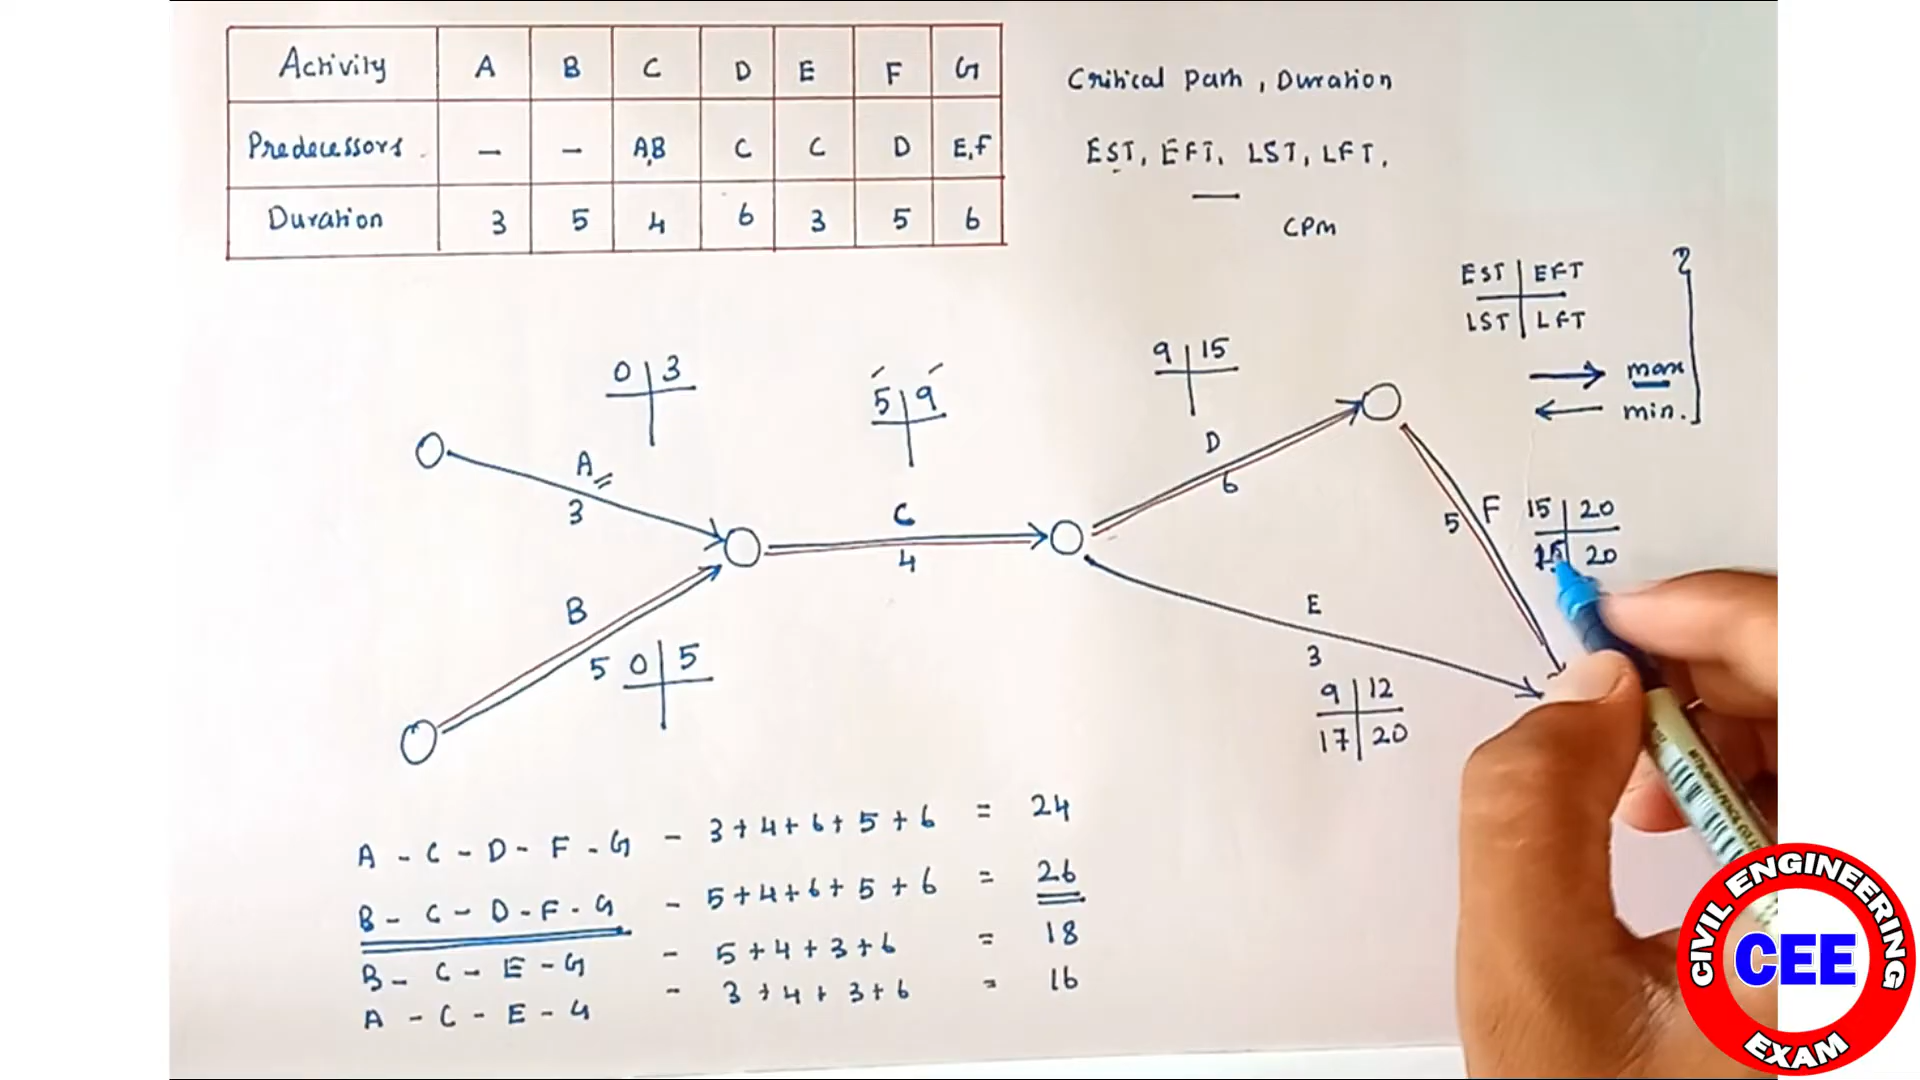 Activity A B C D E F G
Predecessors - - A,B C C D E,F
Duration 3 5 4 6 3 5 6
Critical Path, Duration
EST, EFT, LST, LFT,
CPM
EST EFT
LST LFT
max
min.
0 3
5 9
9 15
A
3
C
4
D
6
F
5
15 20
15 20
B
5
0 5
E
3
9 12
17 20
A - C - D - F - G - 3+4+6+5+6 = 24
B - C - D - F - G - 5+4+6+5+6 = 26
B - C - E - G - 5+4+3+6 = 18
A - C - E - G - 3+4+3+6 = 16
CIVIL ENGINEERING
CEE
EXAM